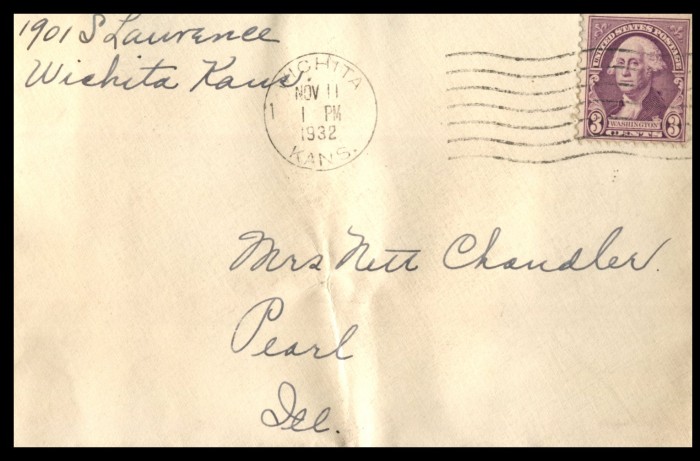 1901 S Lawrence
Wichita Kans.
WICHITA
NOV 11
1 1 PM
1932
KANS.
UNITED STATES POSTAGE
3 WASHINGTON 3
CENTS
Mrs Nett Chandler.
Pearl
Ill.